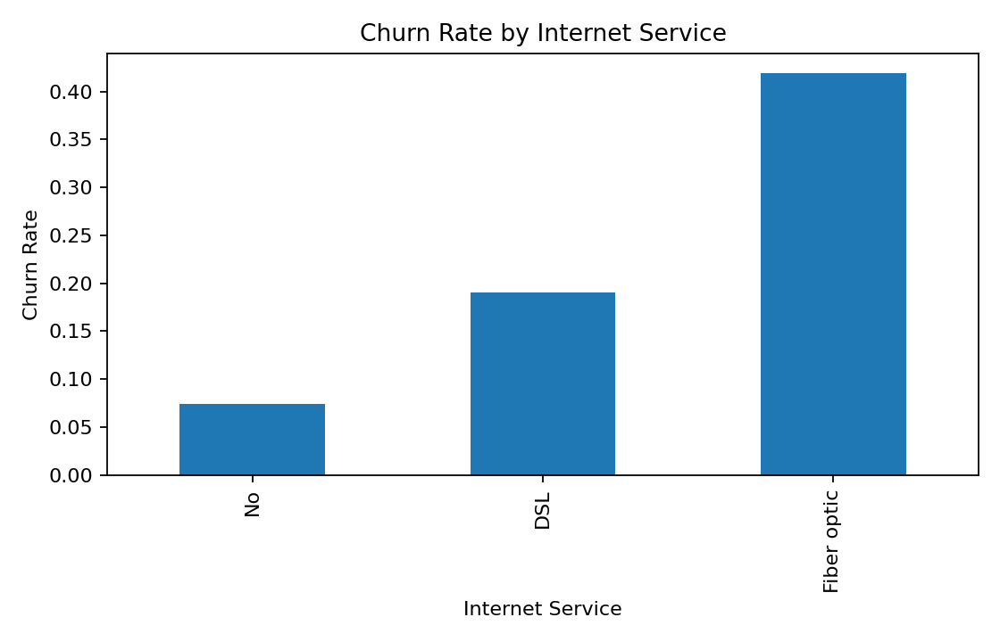 Churn Rate by Internet Service
Churn Rate
0.40
0.35
0.30
0.25
0.20
0.15
0.10
0.05
0.00
No
DSL
Fiber optic
Internet Service